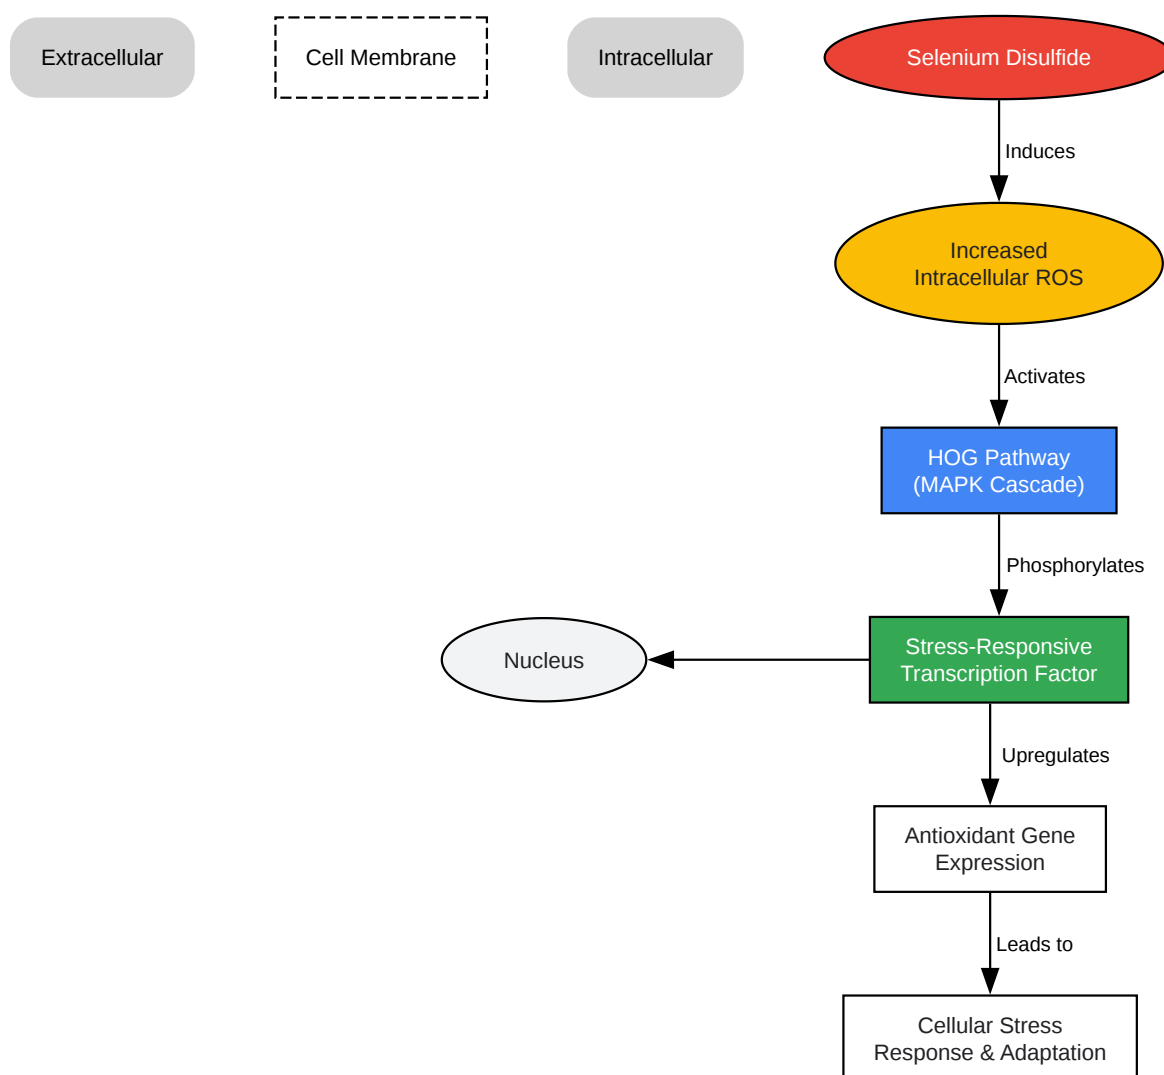 Extracellular
Cell Membrane
Intracellular
Selenium Disulfide
Induces
Increased
Intracellular ROS
Activates
HOG Pathway
(MAPK Cascade)
Phosphorylates
Stress-Responsive
Transcription Factor
Nucleus
Upregulates
Antioxidant Gene
Expression
Leads to
Cellular Stress
Response & Adaptation